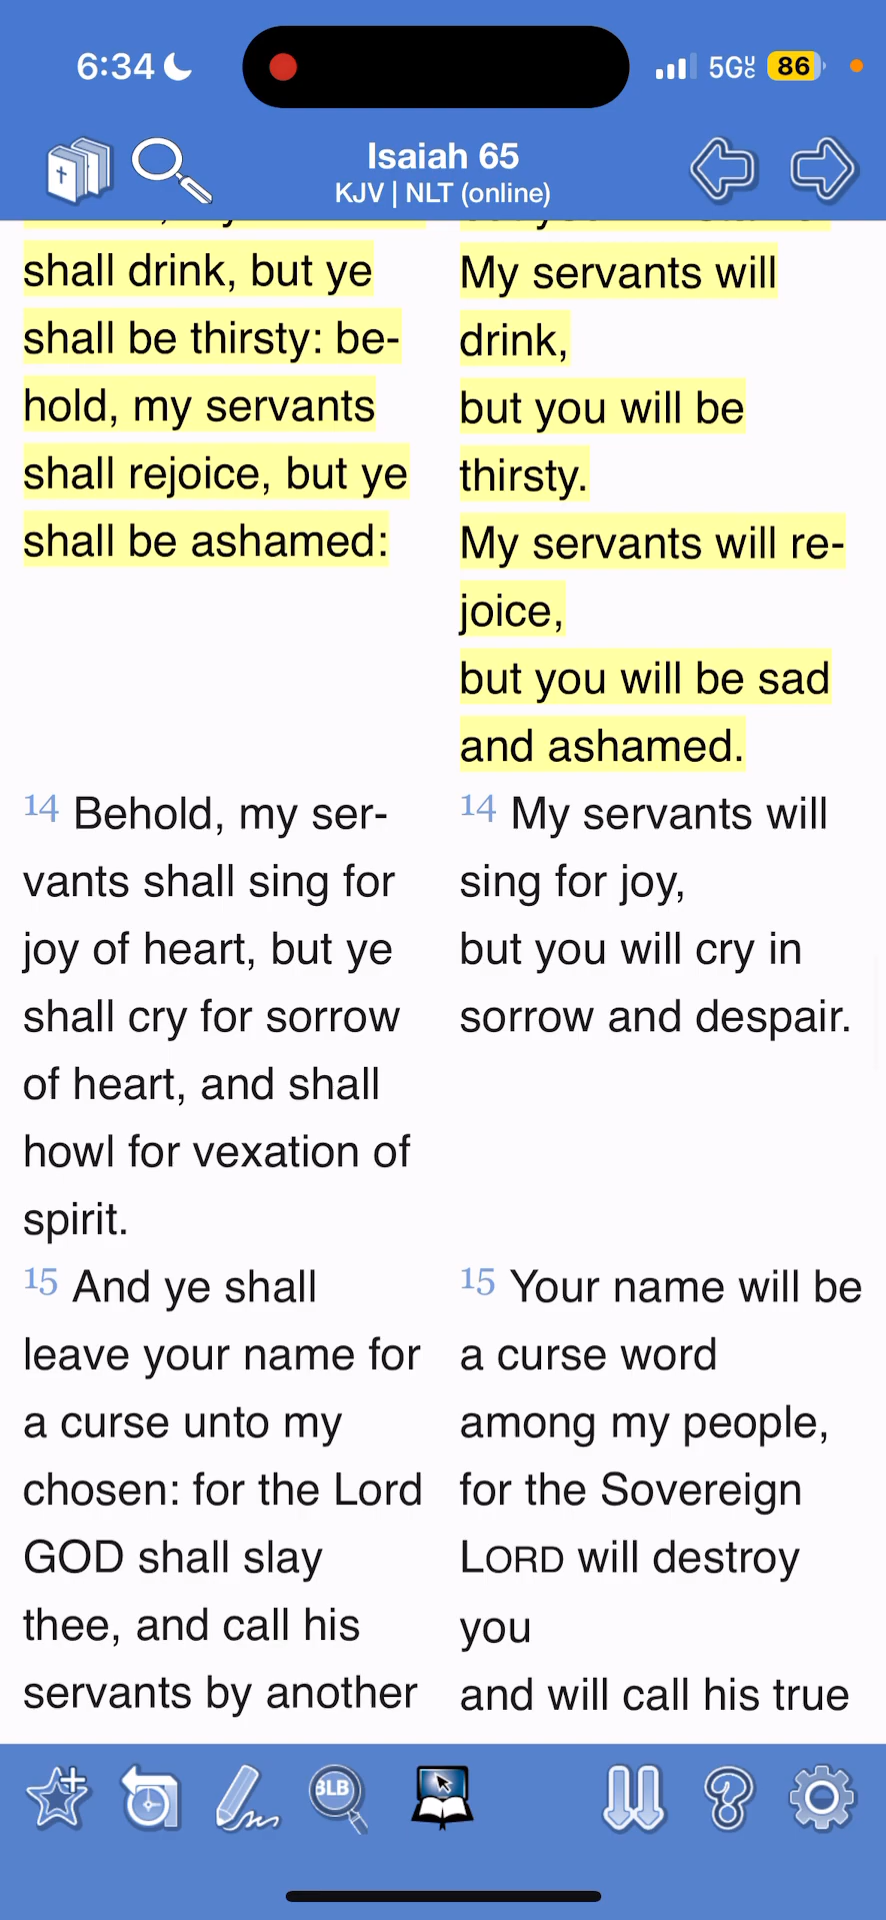 6:34
5G
86
Isaiah 65
KJV | NLT (online)
shall drink, but ye
shall be thirsty: be-
hold, my servants
shall rejoice, but ye
shall be ashamed:
My servants will
drink,
but you will be
thirsty.
My servants will re-
joice,
but you will be sad
and ashamed.
14 Behold, my ser-
vants shall sing for
joy of heart, but ye
shall cry for sorrow
of heart, and shall
howl for vexation of
spirit.
14 My servants will
sing for joy,
but you will cry in
sorrow and despair.
15 And ye shall
leave your name for
a curse unto my
chosen: for the Lord
GOD shall slay
thee, and call his
servants by another
15 Your name will be
a curse word
among my people,
for the Sovereign
LORD will destroy
you
and will call his true
BLB